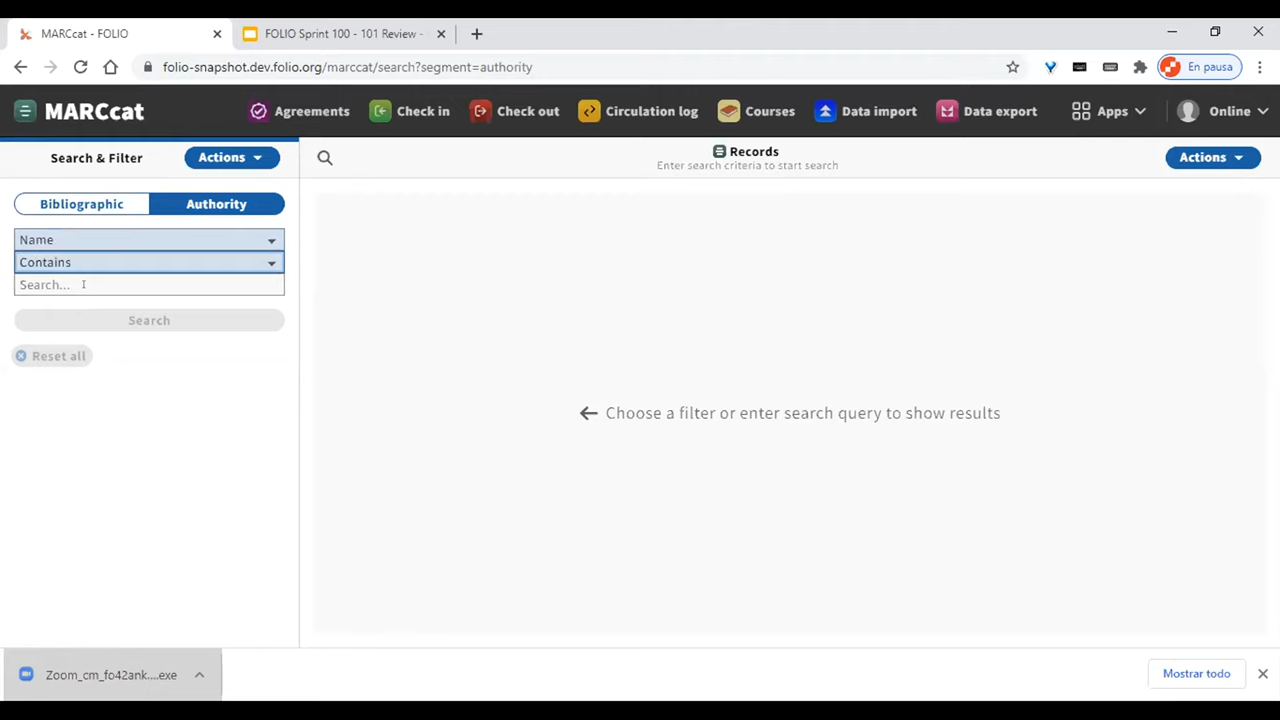 MARCcat - FOLIO
FOLIO Sprint 100 - 101 Review -
folio-snapshot.dev.folio.org/marccat/search?segment=authority
En pausa
MARCcat
Agreements
Check in
Check out
Circulation log
Courses
Data import
Data export
Apps
Online
Search & Filter
Actions
Records
Enter search criteria to start search
Actions
Bibliographic
Authority
Name
Contains
Search...
Search
Reset all
Choose a filter or enter search query to show results
Zoom_cm_fo42ank....exe
Mostrar todo